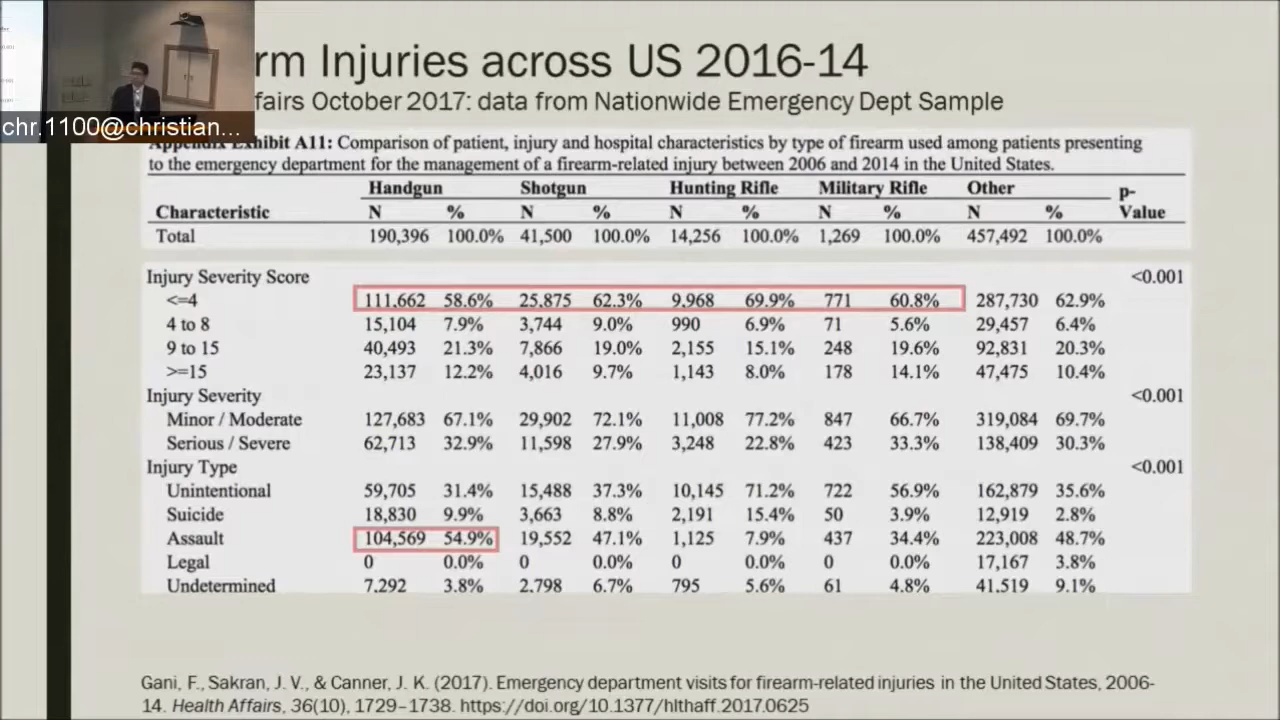 rm Injuries across US 2016-14
fairs October 2017: data from Nationwide Emergency Dept Sample
chr.1100@christian...
Appendix Exhibit A11: Comparison of patient, injury and hospital characteristics by type of firearm used among patients presenting
to the emergency department for the management of a firearm-related injury between 2006 and 2014 in the United States.
Handgun Shotgun Hunting Rifle Military Rifle Other p-
Characteristic N % N % N % N % N % Value
Total 190,396 100.0% 41,500 100.0% 14,256 100.0% 1,269 100.0% 457,492 100.0%
Injury Severity Score <0.001
<=4 111,662 58.6% 25,875 62.3% 9,968 69.9% 771 60.8% 287,730 62.9%
4 to 8 15,104 7.9% 3,744 9.0% 990 6.9% 71 5.6% 29,457 6.4%
9 to 15 40,493 21.3% 7,866 19.0% 2,155 15.1% 248 19.6% 92,831 20.3%
>=15 23,137 12.2% 4,016 9.7% 1,143 8.0% 178 14.1% 47,475 10.4%
Injury Severity <0.001
Minor / Moderate 127,683 67.1% 29,902 72.1% 11,008 77.2% 847 66.7% 319,084 69.7%
Serious / Severe 62,713 32.9% 11,598 27.9% 3,248 22.8% 423 33.3% 138,409 30.3%
Injury Type <0.001
Unintentional 59,705 31.4% 15,488 37.3% 10,145 71.2% 722 56.9% 162,879 35.6%
Suicide 18,830 9.9% 3,663 8.8% 2,191 15.4% 50 3.9% 12,919 2.8%
Assault 104,569 54.9% 19,552 47.1% 1,125 7.9% 437 34.4% 223,008 48.7%
Legal 0 0.0% 0 0.0% 0 0.0% 0 0.0% 17,167 3.8%
Undetermined 7,292 3.8% 2,798 6.7% 795 5.6% 61 4.8% 41,519 9.1%
Gani, F., Sakran, J. V., & Canner, J. K. (2017). Emergency department visits for firearm-related injuries in the United States, 2006-
14. Health Affairs, 36(10), 1729–1738. https://doi.org/10.1377/hlthaff.2017.0625